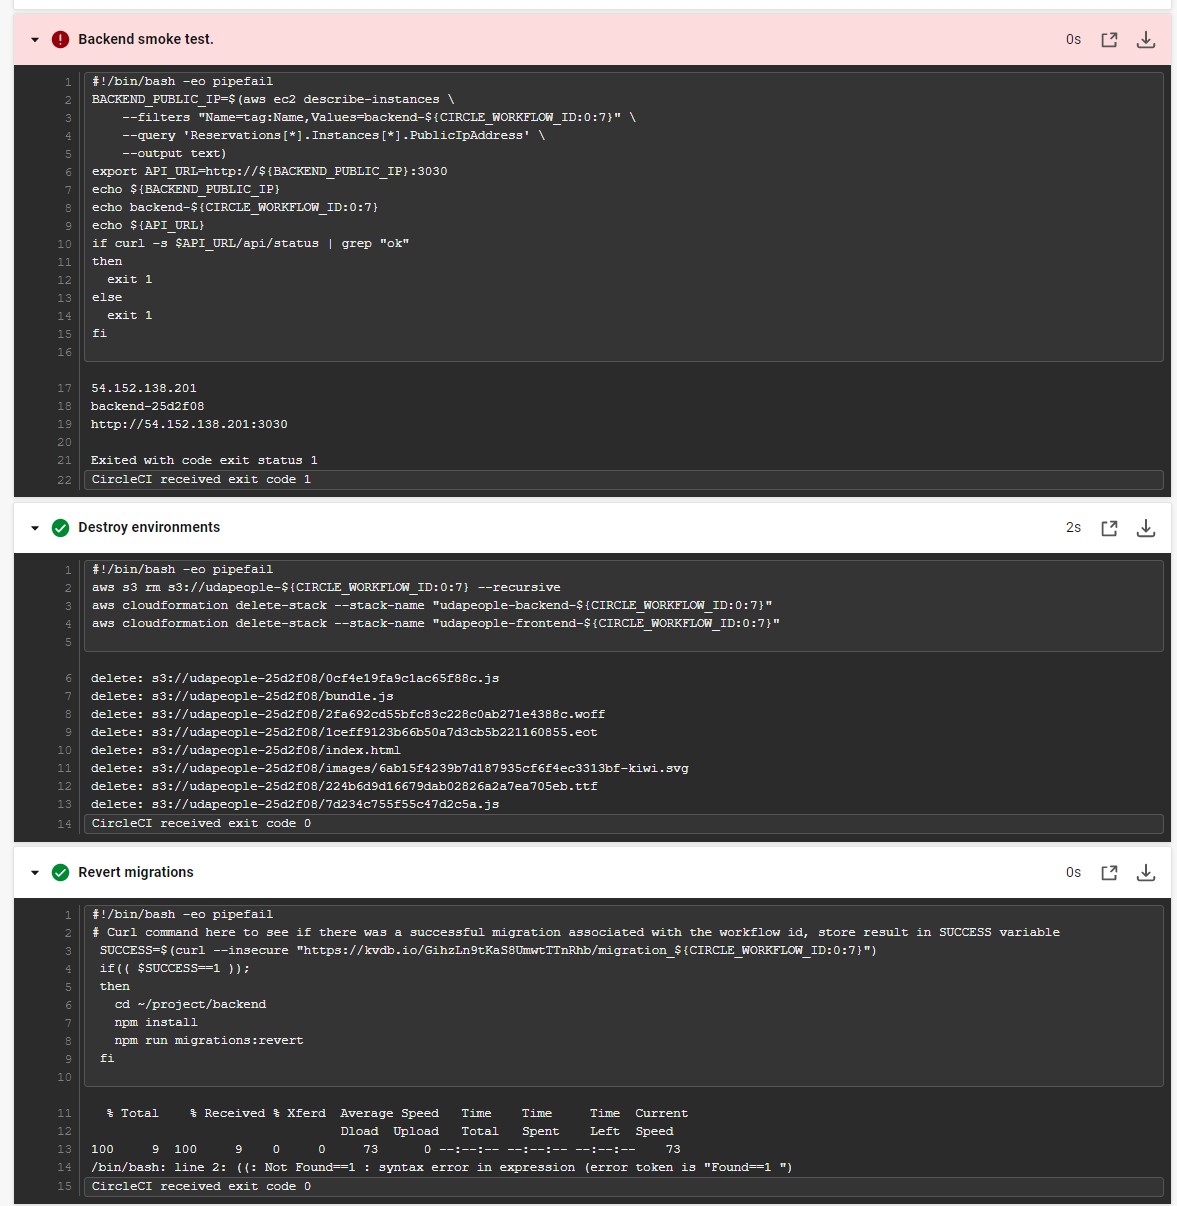 Backend smoke test.
0s
1 #!/bin/bash -eo pipefail
2 BACKEND_PUBLIC_IP=$(aws ec2 describe-instances \
3     --filters "Name=tag:Name,Values=backend-${CIRCLE_WORKFLOW_ID:0:7}" \
4     --query 'Reservations[*].Instances[*].PublicIpAddress' \
5     --output text)
6 export API_URL=http://${BACKEND_PUBLIC_IP}:3030
7 echo ${BACKEND_PUBLIC_IP}
8 echo backend-${CIRCLE_WORKFLOW_ID:0:7}
9 echo ${API_URL}
10 if curl -s $API_URL/api/status | grep "ok"
11 then
12   exit 1
13 else
14   exit 1
15 fi
16
17 54.152.138.201
18 backend-25d2f08
19 http://54.152.138.201:3030
20
21 Exited with code exit status 1
22 CircleCI received exit code 1
Destroy environments
2s
1 #!/bin/bash -eo pipefail
2 aws s3 rm s3://udapeople-${CIRCLE_WORKFLOW_ID:0:7} --recursive
3 aws cloudformation delete-stack --stack-name "udapeople-backend-${CIRCLE_WORKFLOW_ID:0:7}"
4 aws cloudformation delete-stack --stack-name "udapeople-frontend-${CIRCLE_WORKFLOW_ID:0:7}"
5
6 delete: s3://udapeople-25d2f08/0cf4e19fa9c1ac65f88c.js
7 delete: s3://udapeople-25d2f08/bundle.js
8 delete: s3://udapeople-25d2f08/2fa692cd55bfc83c228c0ab271e4388c.woff
9 delete: s3://udapeople-25d2f08/1ceff9123b66b50a7d3cb5b221160855.eot
10 delete: s3://udapeople-25d2f08/index.html
11 delete: s3://udapeople-25d2f08/images/6ab15f4239b7d187935cf6f4ec3313bf-kiwi.svg
12 delete: s3://udapeople-25d2f08/224b6d9d16679dab02826a2a7ea705eb.ttf
13 delete: s3://udapeople-25d2f08/7d234c755f55c47d2c5a.js
14 CircleCI received exit code 0
Revert migrations
0s
1 #!/bin/bash -eo pipefail
2 # Curl command here to see if there was a successful migration associated with the workflow id, store result in SUCCESS variable
3  SUCCESS=$(curl --insecure "https://kvdb.io/GihzLn9tKaS8UmwtTTnRhb/migration_${CIRCLE_WORKFLOW_ID:0:7}")
4  if(( $SUCCESS==1 ));
5  then
6    cd ~/project/backend
7    npm install
8    npm run migrations:revert
9  fi
10
11   % Total    % Received % Xferd  Average Speed   Time    Time     Time  Current
12                                  Dload  Upload   Total   Spent    Left  Speed
13 100     9  100     9    0     0     73      0 --:--:-- --:--:-- --:--:--    73
14 /bin/bash: line 2: ((: Not Found==1 : syntax error in expression (error token is "Found==1 ")
15 CircleCI received exit code 0